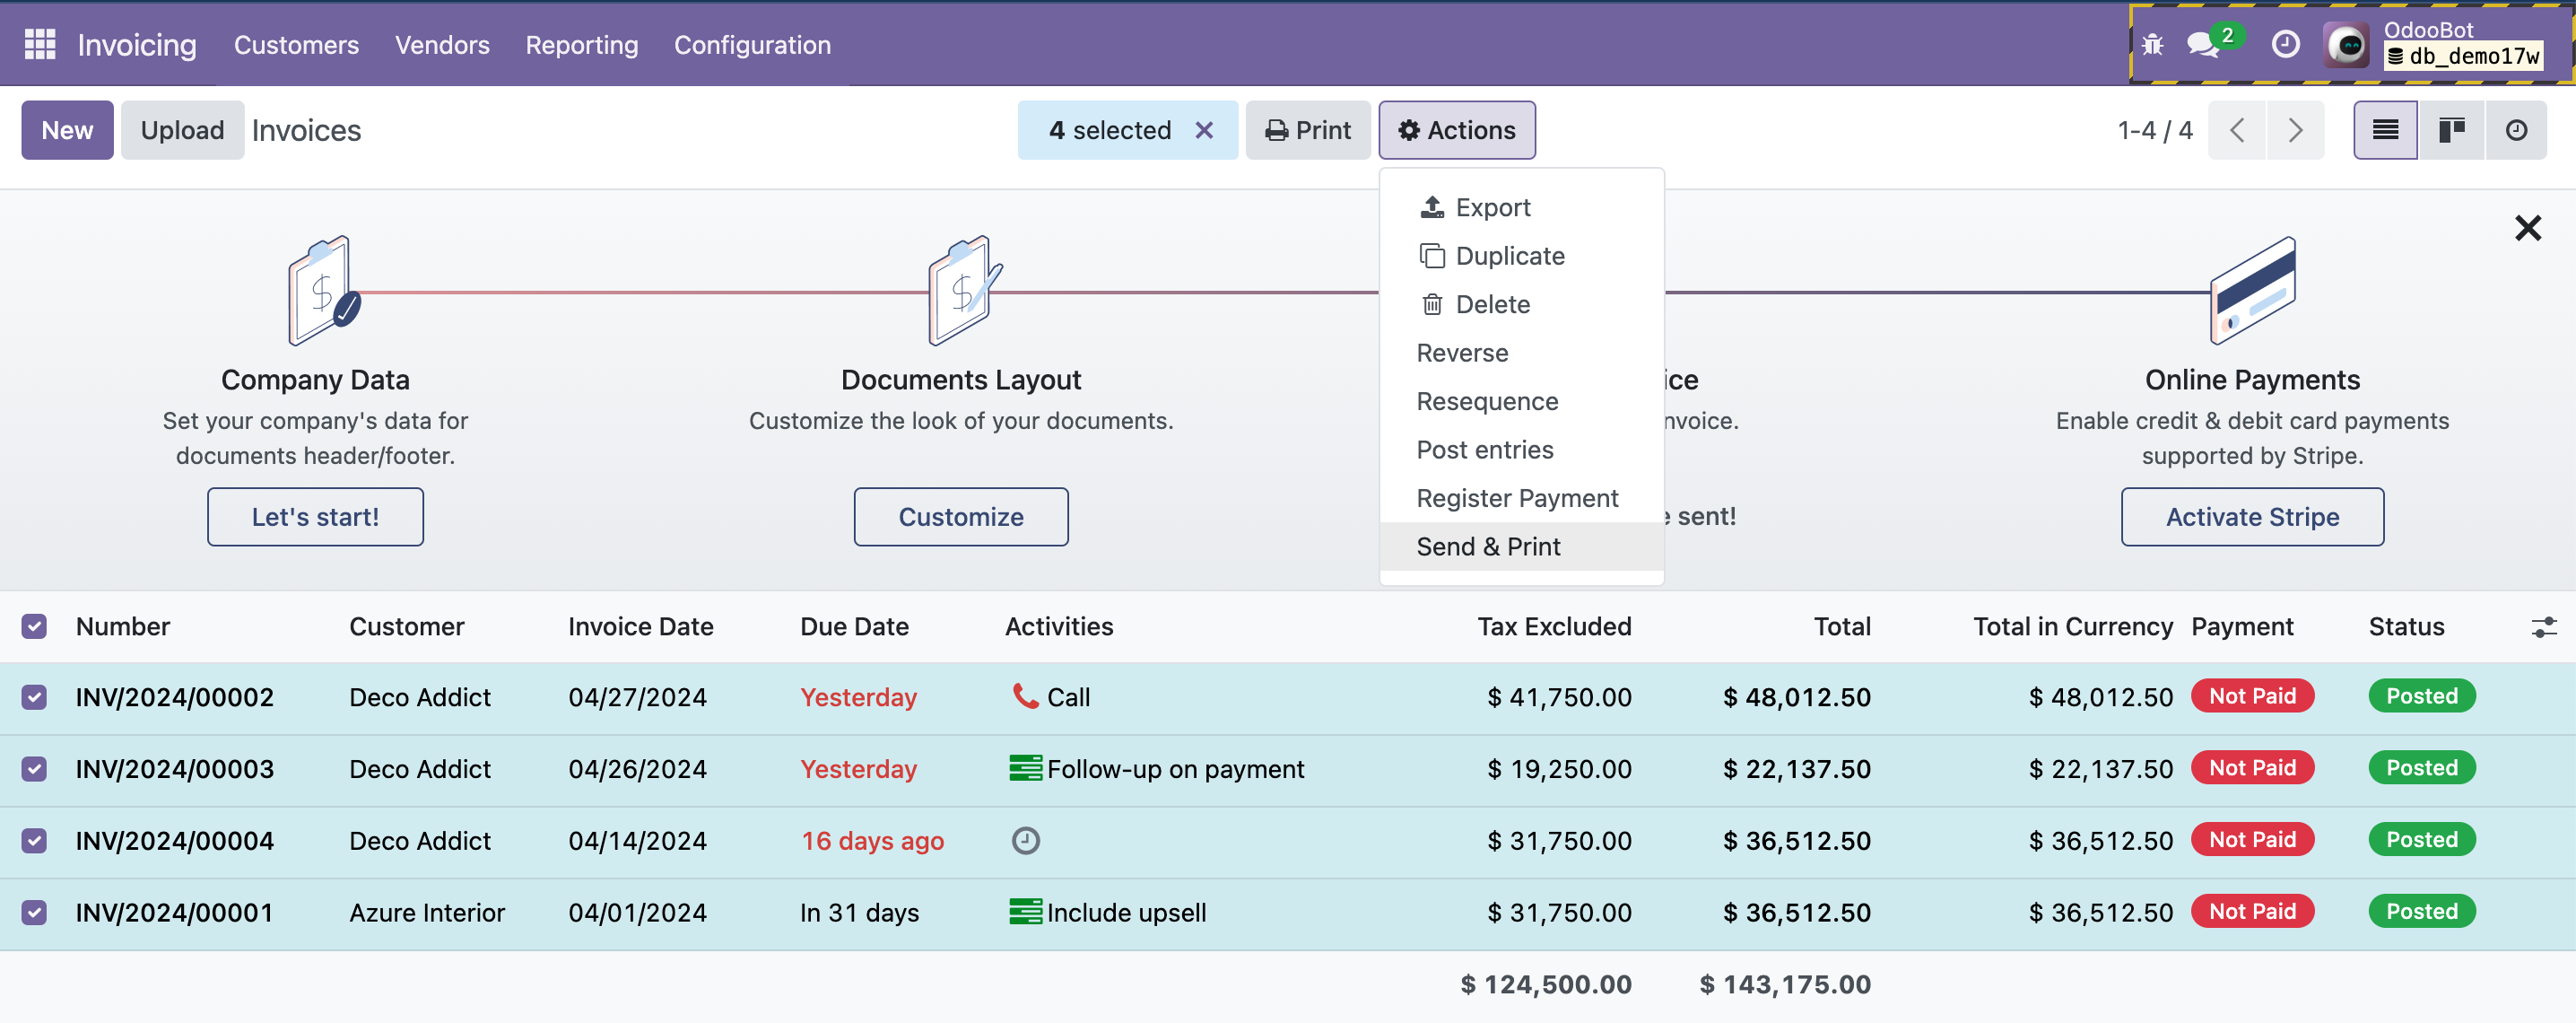 Invoicing Customers Vendors Reporting Configuration
2
OdooBot
db_demo17w
New Upload Invoices
4 selected Print Actions
1-4 / 4
Export
Duplicate
Delete
Reverse
Resequence
Post entries
Register Payment
Send & Print
Company Data
Set your company's data for
documents header/footer.
Let's start!
Documents Layout
Customize the look of your documents.
Customize
ice
nvoice.
e sent!
Online Payments
Enable credit & debit card payments
supported by Stripe.
Activate Stripe
Number Customer Invoice Date Due Date Activities Tax Excluded Total Total in Currency Payment Status
INV/2024/00002 Deco Addict 04/27/2024 Yesterday Call $ 41,750.00 $ 48,012.50 $ 48,012.50 Not Paid Posted
INV/2024/00003 Deco Addict 04/26/2024 Yesterday Follow-up on payment $ 19,250.00 $ 22,137.50 $ 22,137.50 Not Paid Posted
INV/2024/00004 Deco Addict 04/14/2024 16 days ago $ 31,750.00 $ 36,512.50 $ 36,512.50 Not Paid Posted
INV/2024/00001 Azure Interior 04/01/2024 In 31 days Include upsell $ 31,750.00 $ 36,512.50 $ 36,512.50 Not Paid Posted
$ 124,500.00 $ 143,175.00